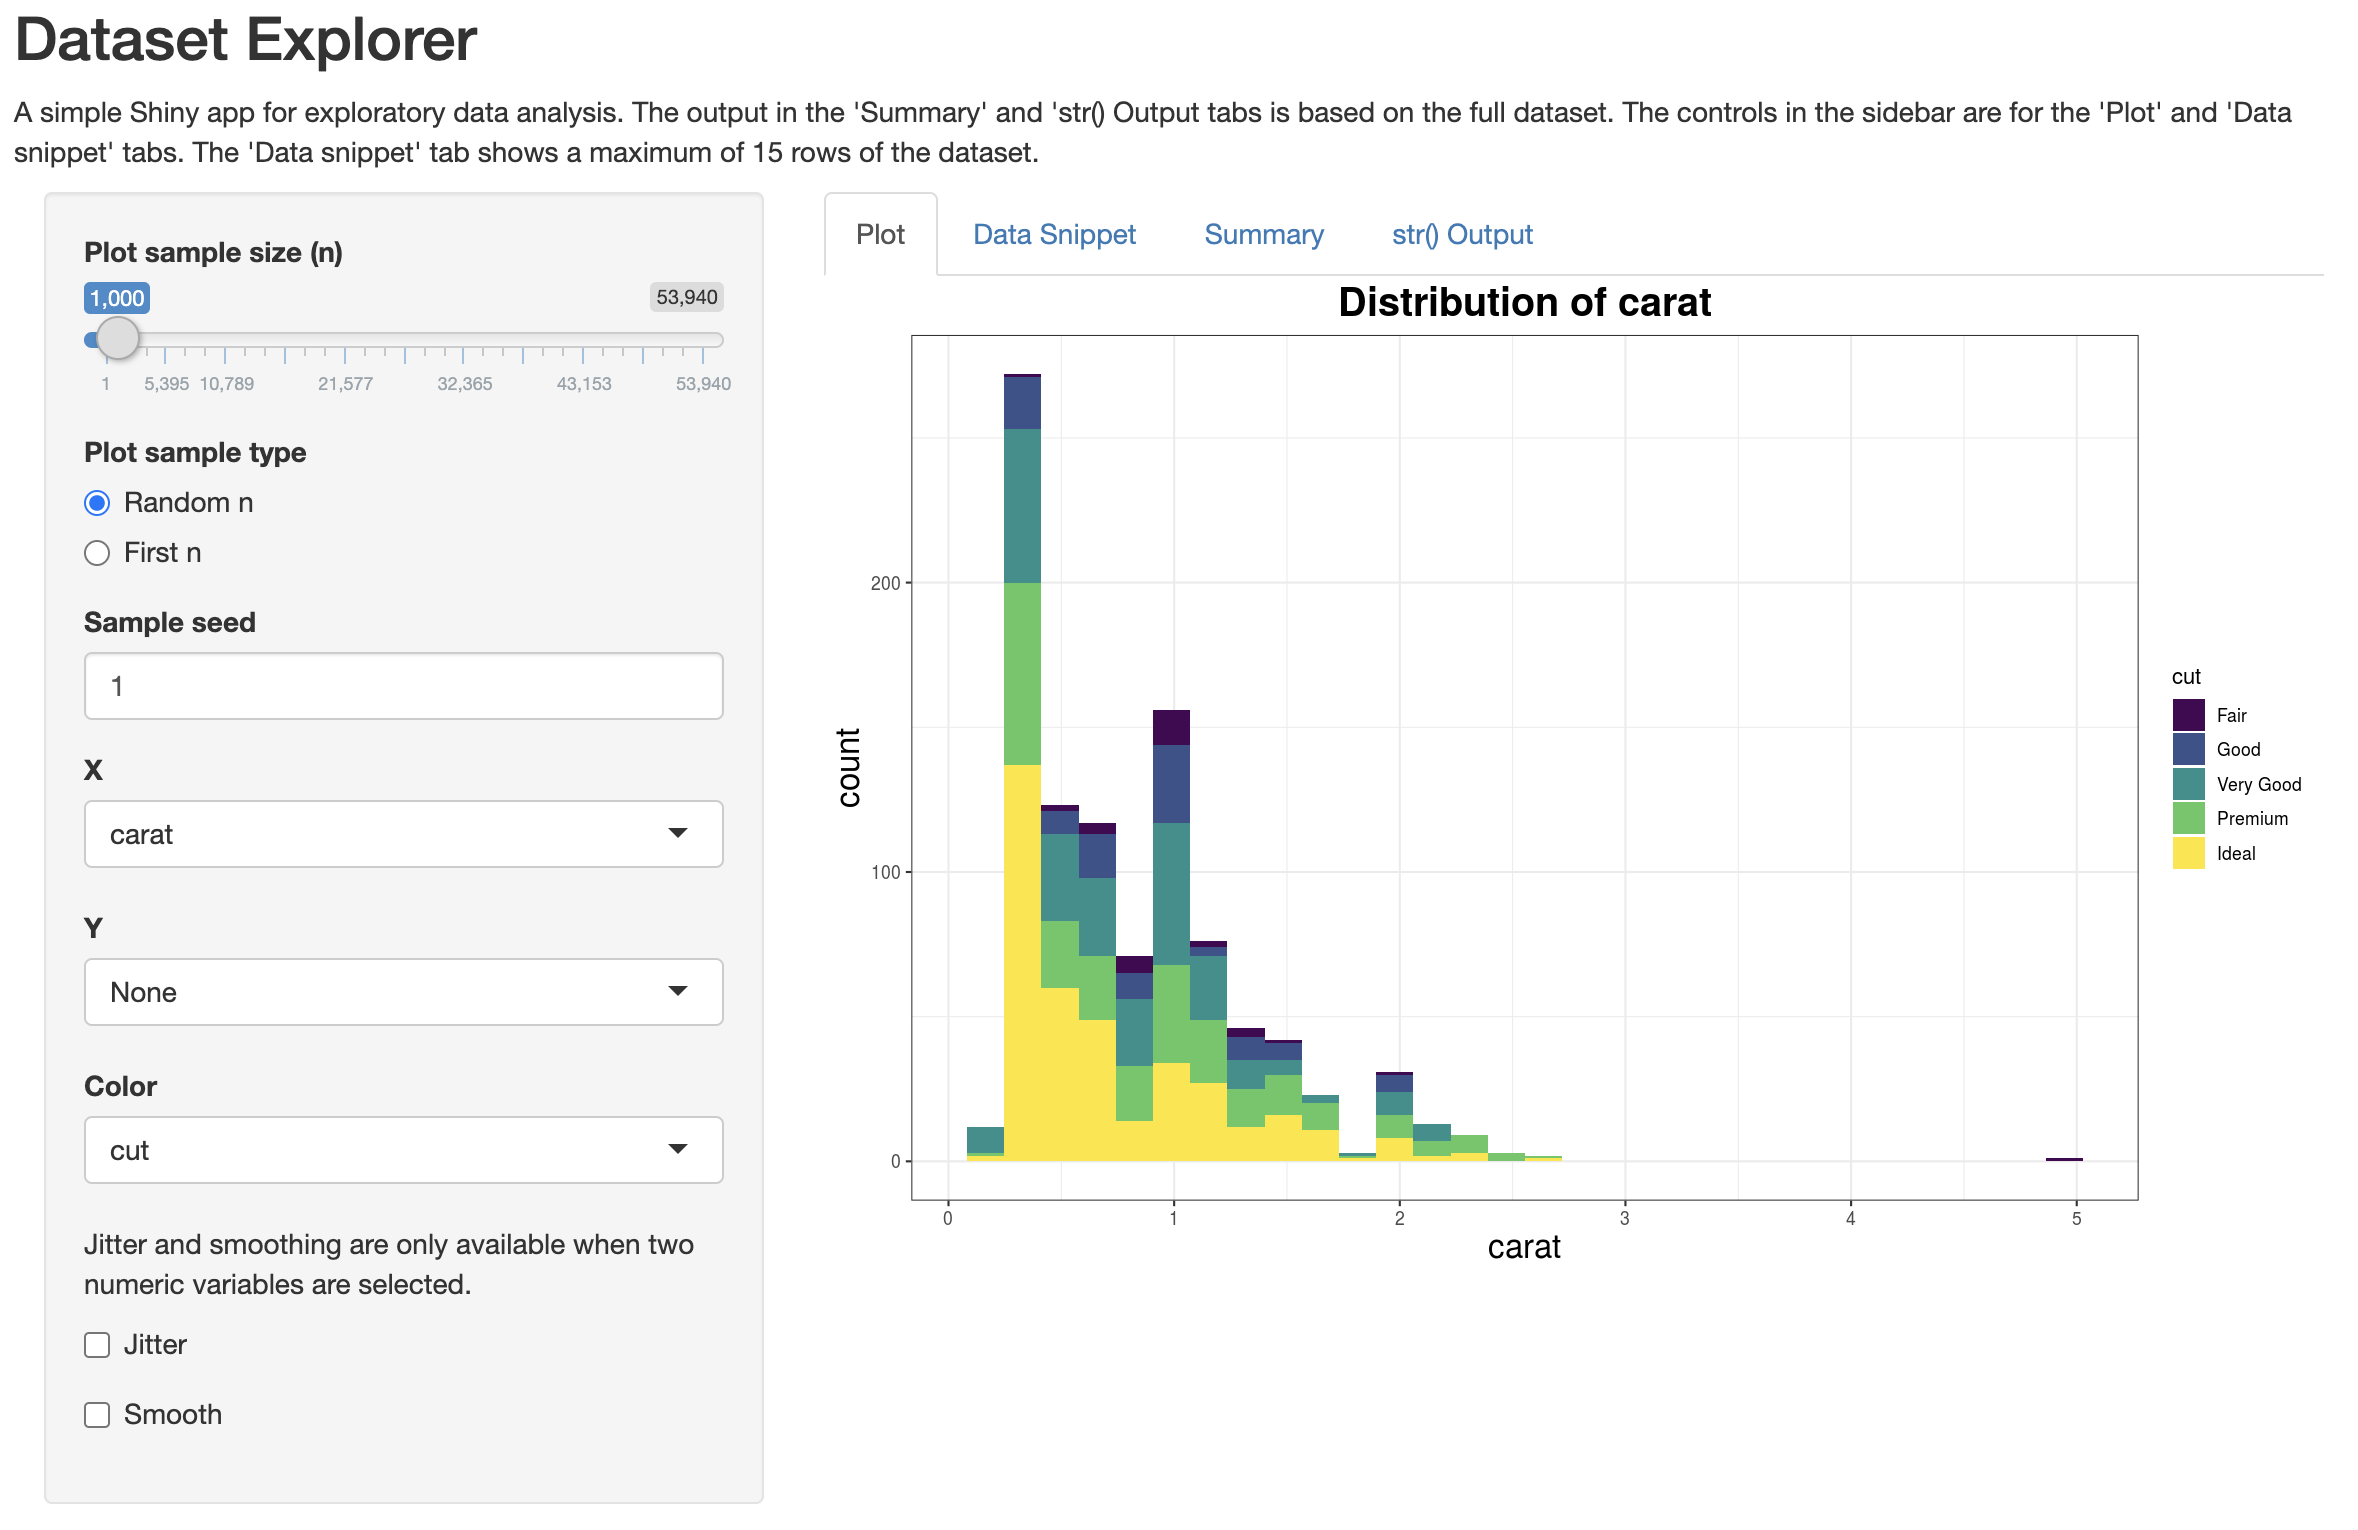 Dataset Explorer
A simple Shiny app for exploratory data analysis. The output in the 'Summary' and 'str() Output tabs is based on the full dataset. The controls in the sidebar are for the 'Plot' and 'Data
snippet' tabs. The 'Data snippet' tab shows a maximum of 15 rows of the dataset.
Plot sample size (n)
1,000 53,940
1 5,395 10,789 21,577 32,365 43,153 53,940
Plot sample type
Random n
First n
Sample seed
1
X
carat
Y
None
Color
cut
Jitter and smoothing are only available when two
numeric variables are selected.
Jitter
Smooth
Plot Data Snippet Summary str() Output
Distribution of carat
count
200
100
0
0 1 2 3 4 5
carat
cut
Fair
Good
Very Good
Premium
Ideal